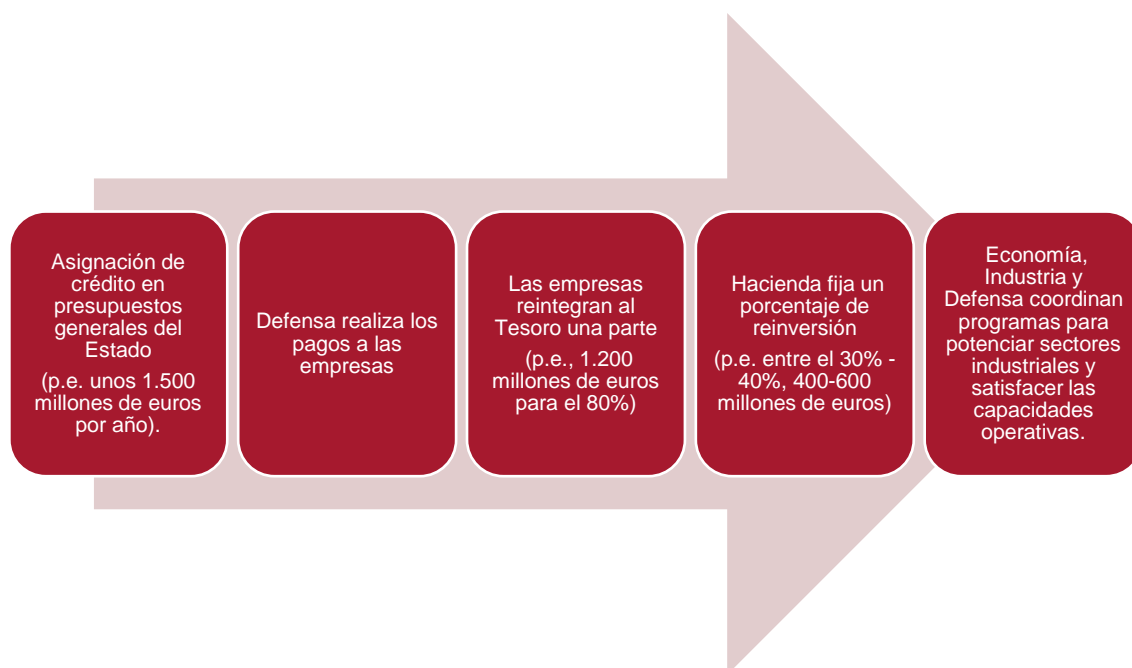 Asignación de
crédito en
presupuestos
generales del
Estado
(p.e. unos 1.500
millones de euros
por año).
Defensa realiza los
pagos a las
empresas
Las empresas
reintegran al
Tesoro una parte
(p.e., 1.200
millones de euros
para el 80%)
Hacienda fija un
porcentaje de
reinversión
(p.e. entre el 30% -
40%, 400-600
millones de euros)
Economía,
Industria y
Defensa coordinan
programas para
potenciar sectores
industriales y
satisfacer las
capacidades
operativas.